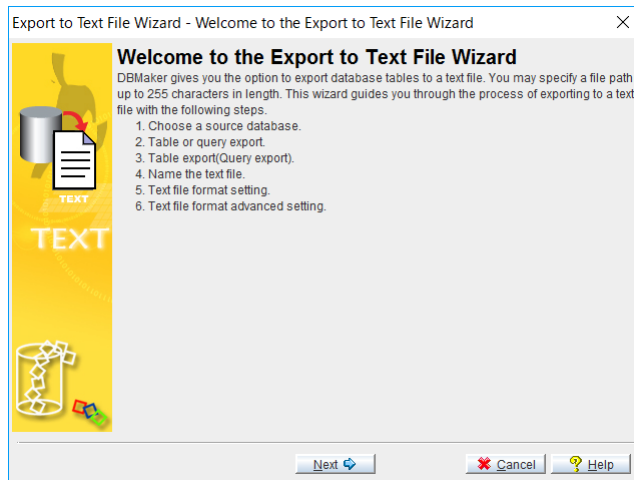 Export to Text File Wizard - Welcome to the Export to Text File Wizard
Welcome to the Export to Text File Wizard
DBMaker gives you the option to export database tables to a text file. You may specify a file path
up to 255 characters in length. This wizard guides you through the process of exporting to a text
file with the following steps.
1. Choose a source database.
2. Table or query export.
3. Table export(Query export).
4. Name the text file.
5. Text file format setting.
6. Text file format advanced setting.
TEXT
TEXT
Next
Cancel
Help